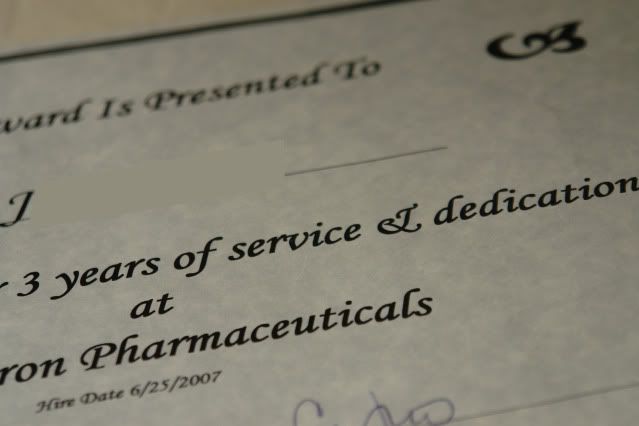 ward Is Presented To
J
3 years of service & dedication
at
ron Pharmaceuticals
Hire Date 6/25/2007